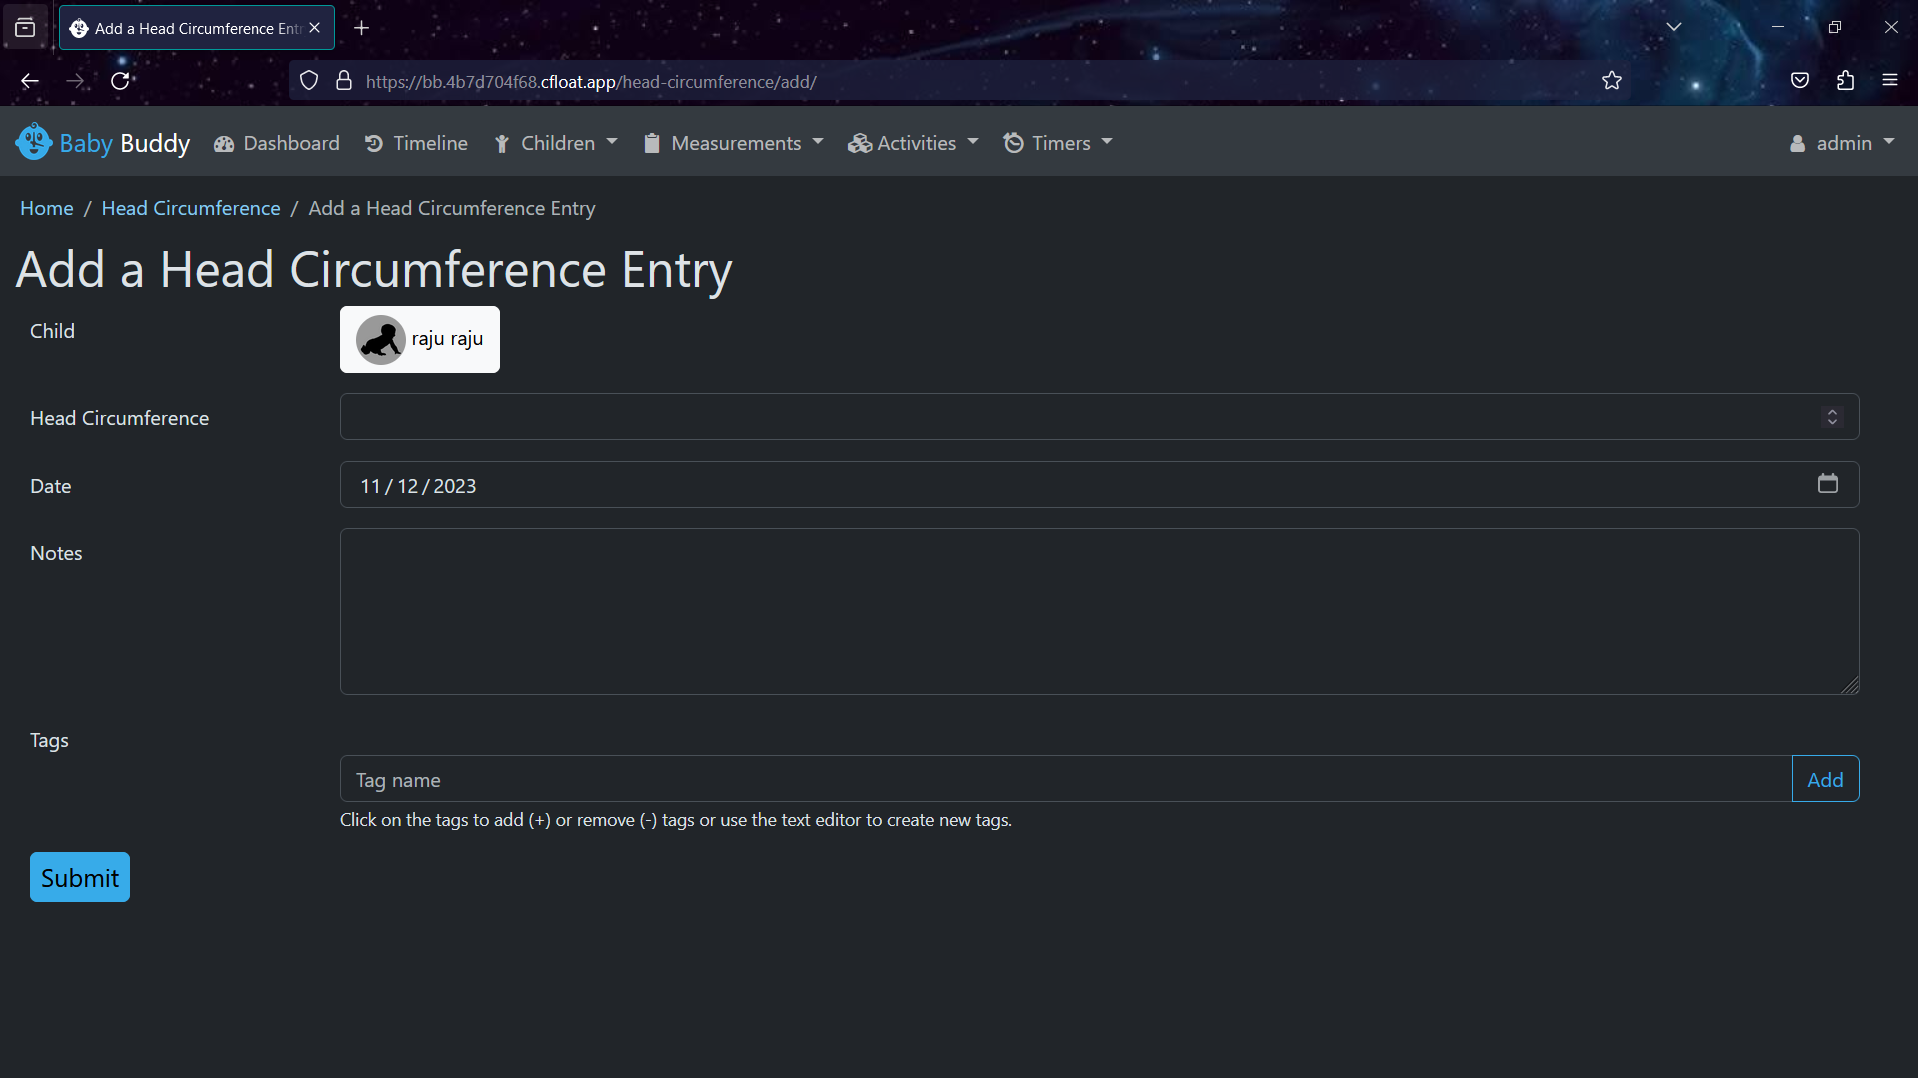 Add a Head Circumference Entr
https://bb.4b7d704f68.cfloat.app/head-circumference/add/
Baby Buddy Dashboard Timeline Children Measurements Activities Timers admin
Home / Head Circumference / Add a Head Circumference Entry
Add a Head Circumference Entry
Child
raju raju
Head Circumference
Date
11/12/2023
Notes
Tags
Tag name
Add
Click on the tags to add (+) or remove (-) tags or use the text editor to create new tags.
Submit